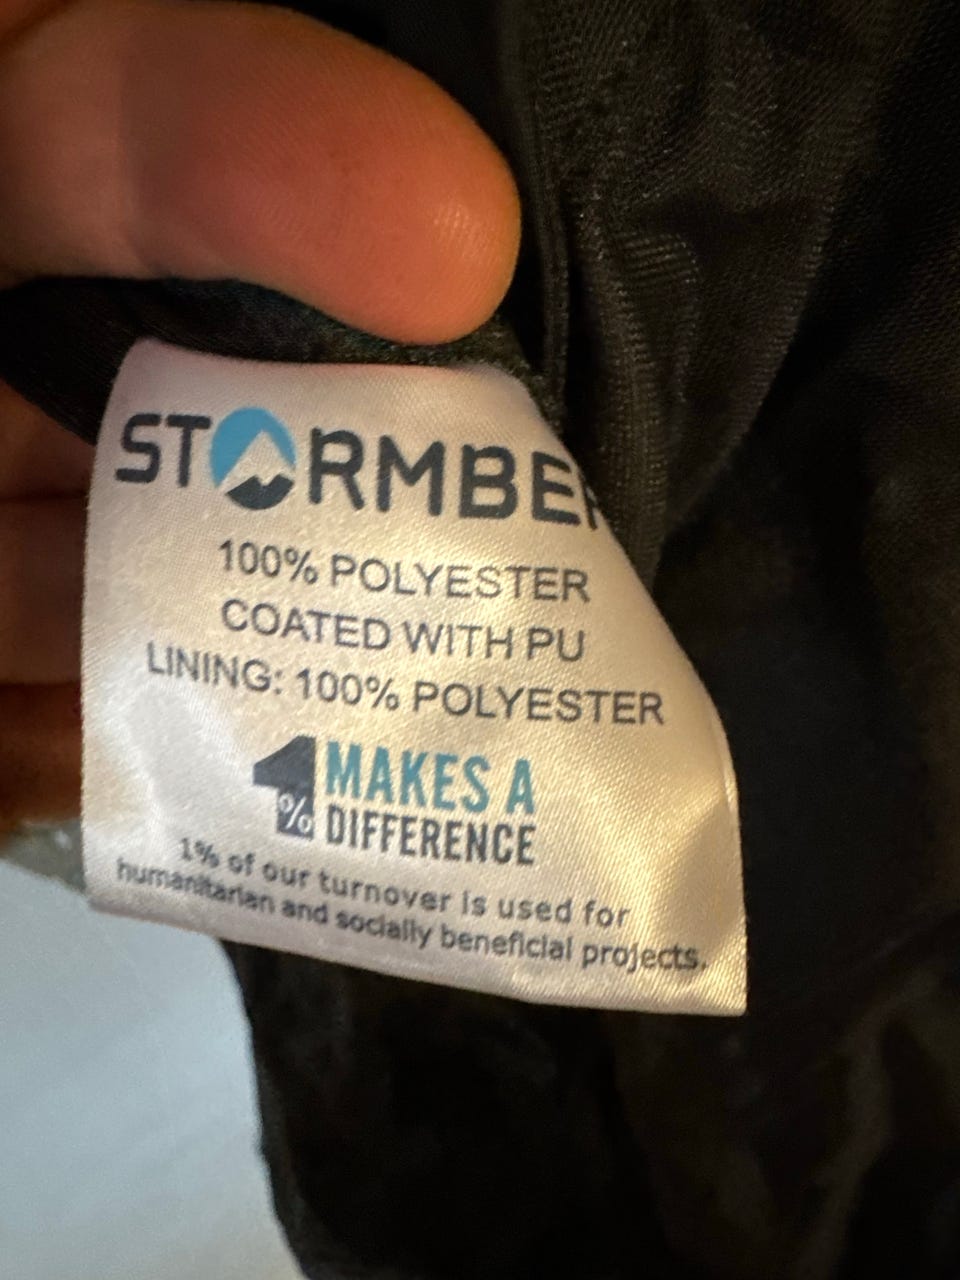 STORMBE
100% POLYESTER
COATED WITH PU
LINING: 100% POLYESTER
1% MAKES A
DIFFERENCE
1% of our turnover is used for
humanitarian and socially beneficial projects.